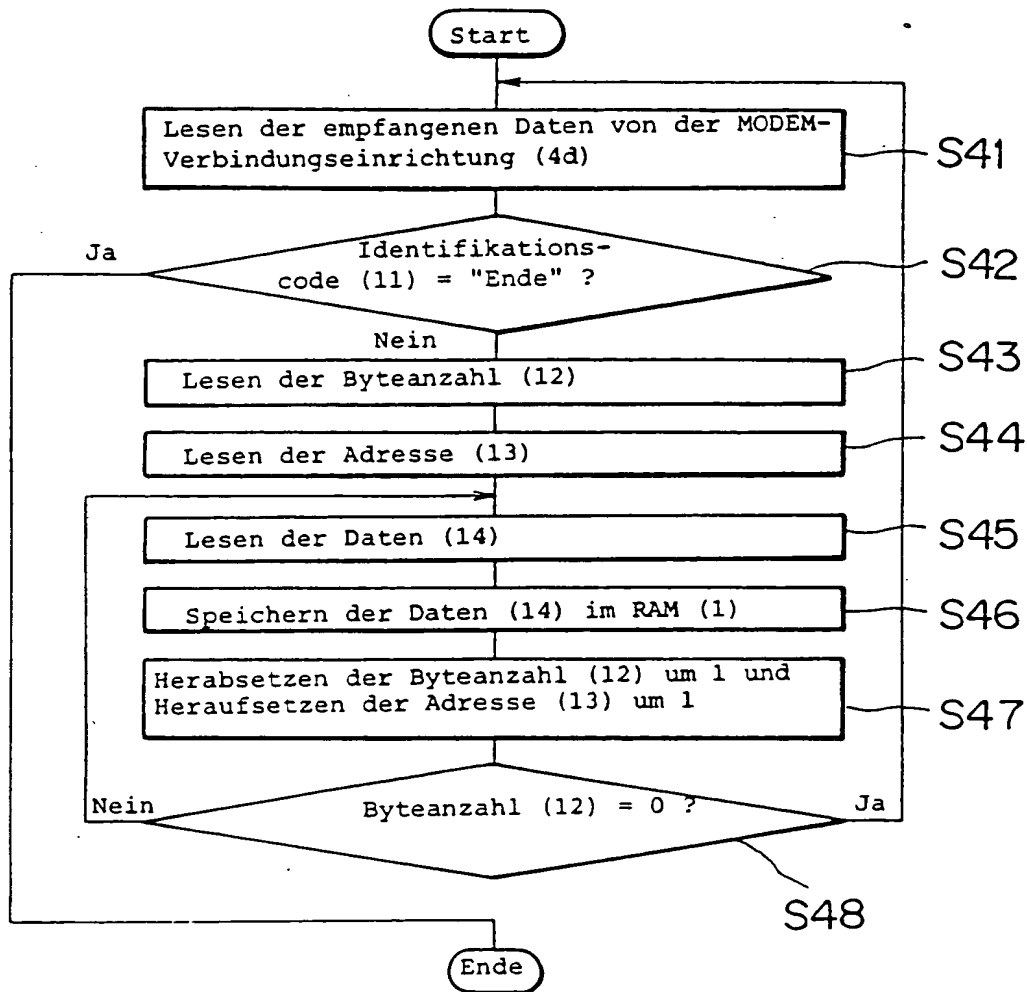 Start
Lesen der empfangenen Daten von der MODEM-
Verbindungseinrichtung (4d)
S41
Ja
Identifikations-
code (11) = "Ende" ?
S42
Nein
Lesen der Byteanzahl (12)
S43
Lesen der Adresse (13)
S44
Lesen der Daten (14)
S45
Speichern der Daten (14) im RAM (1)
S46
Herabsetzen der Byteanzahl (12) um 1 und
Heraufsetzen der Adresse (13) um 1
S47
Nein
Byteanzahl (12) = 0 ?
Ja
S48
Ende